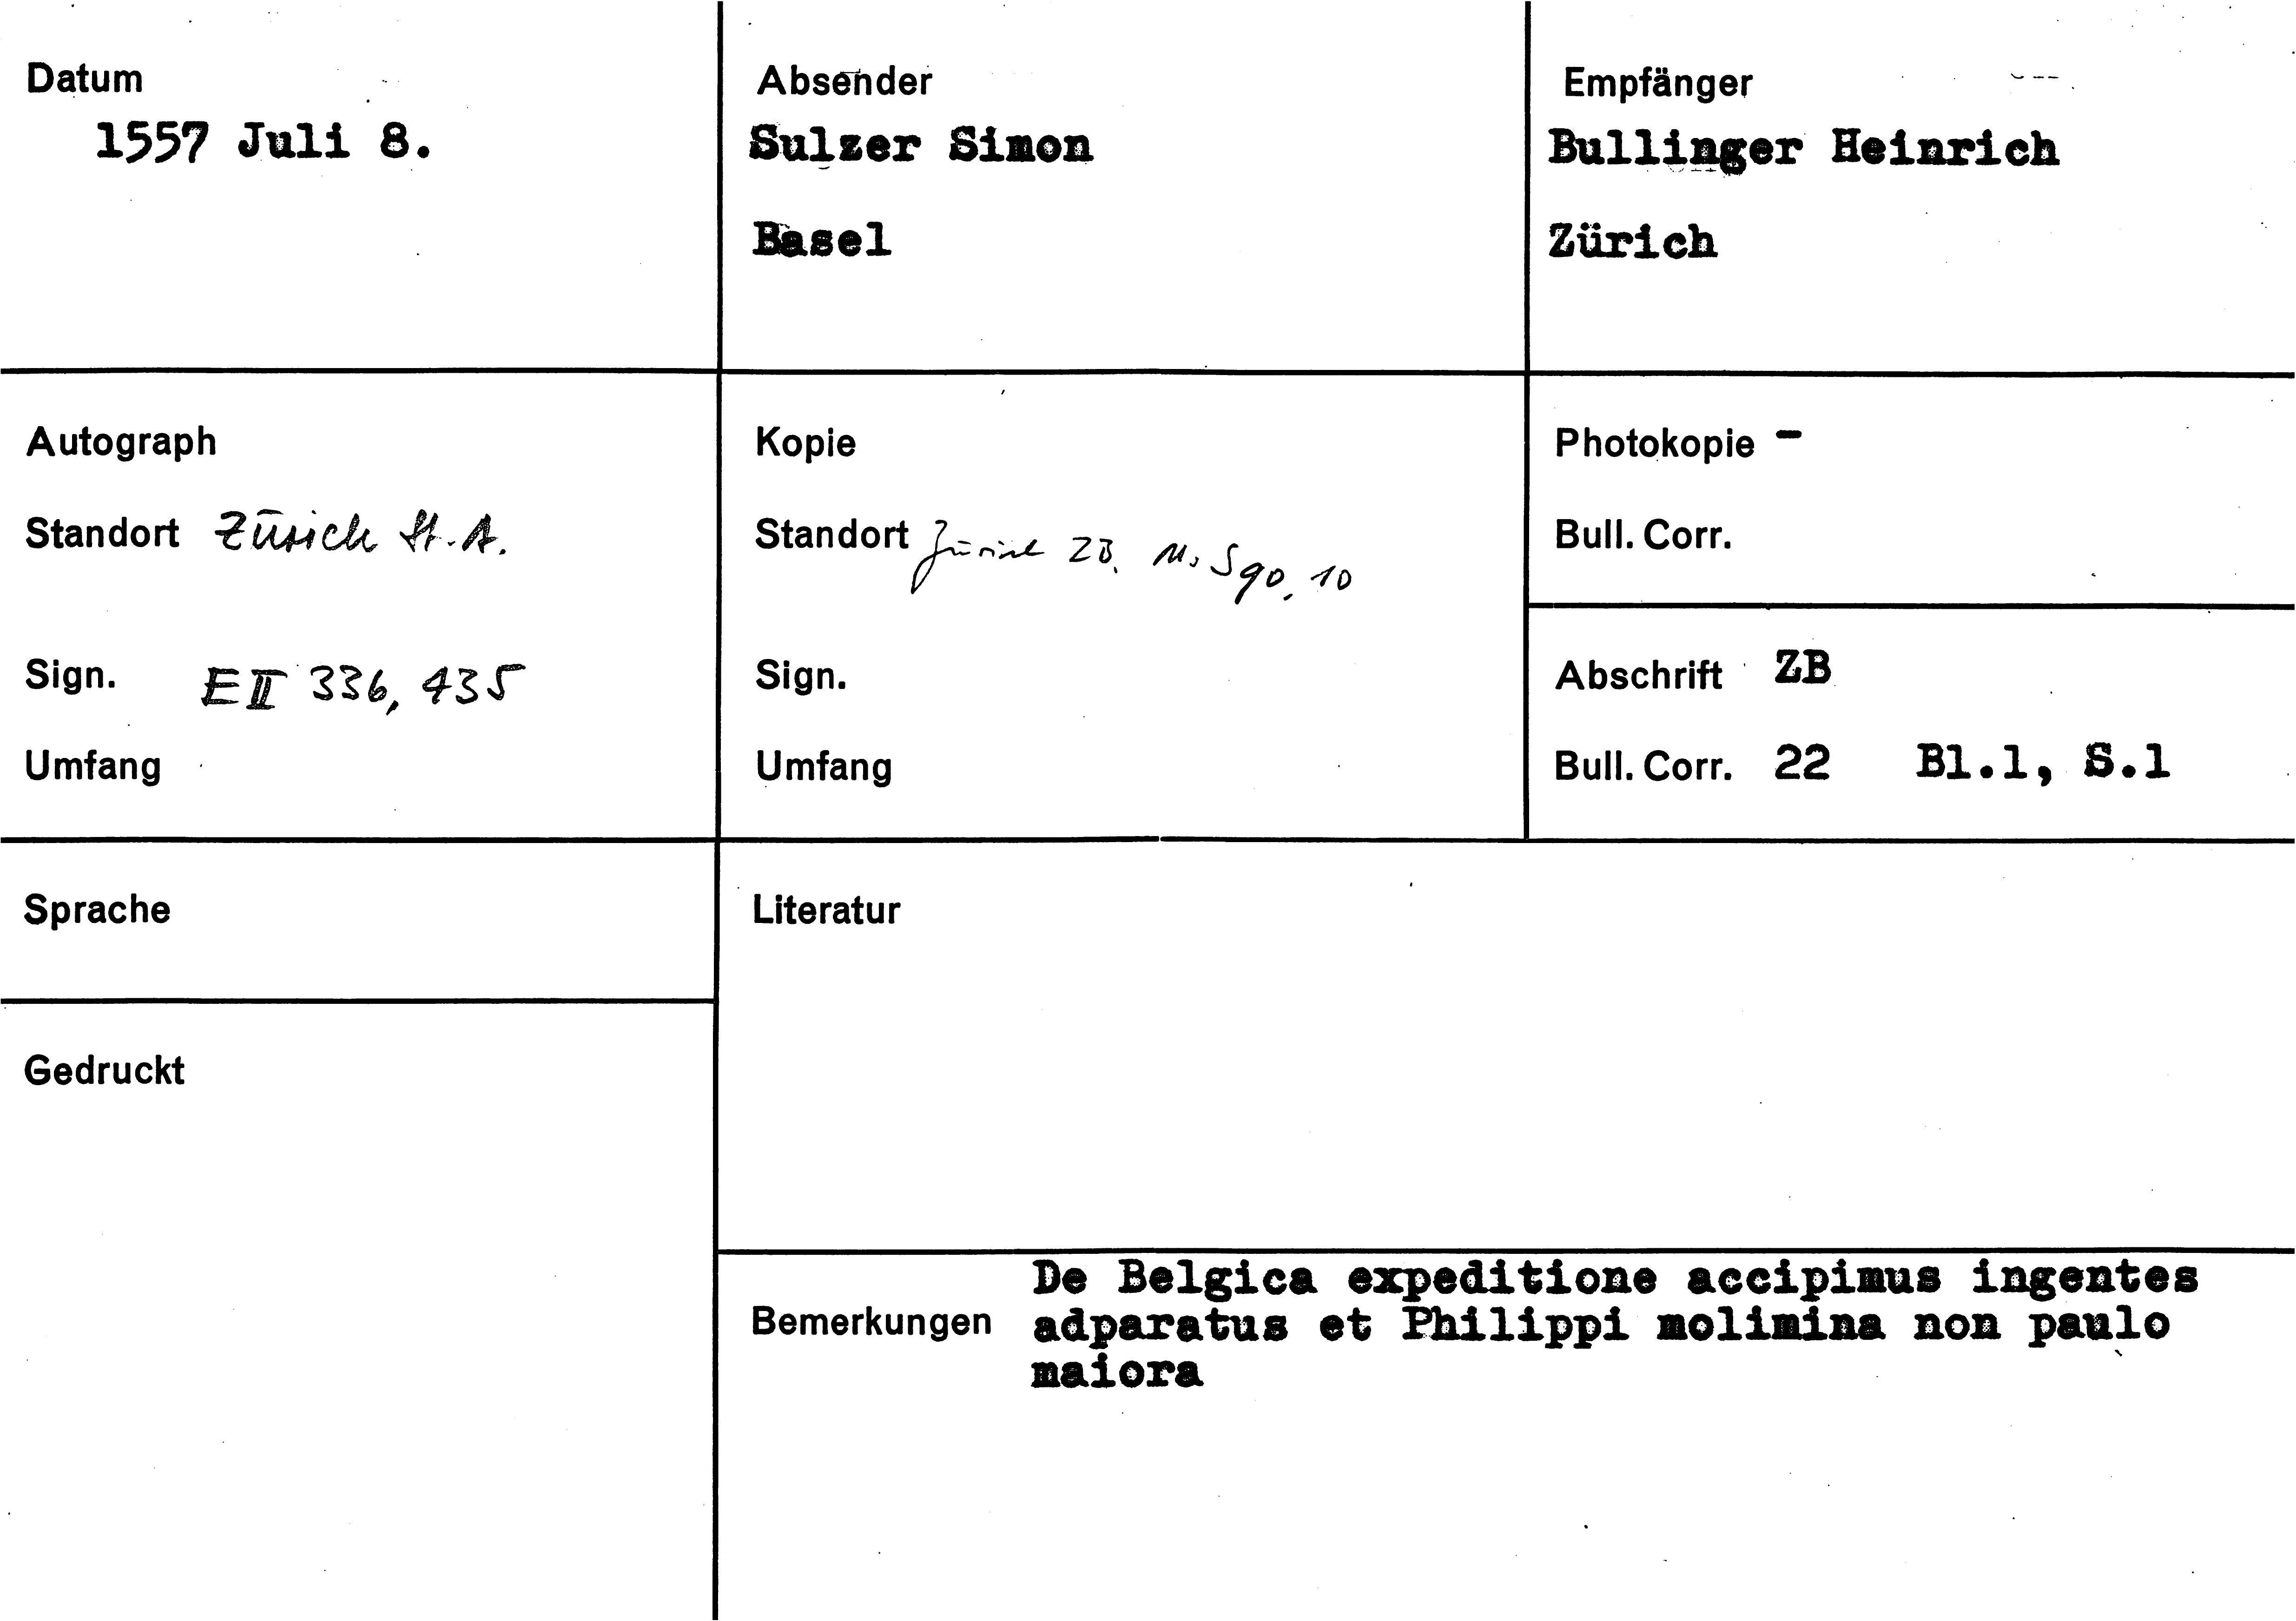 Datum
1557 Juli 8.
Absender
Sulzer Simon
Basel
Empfänger
Bullinger Heinrich
Zürich
Autograph
Standort Zürich St. A.
Sign. E II 336, 435
Umfang
Kopie
Standort Zürich ZB. Ms S 90, 10
Sign.
Umfang
Photokopie -
Bull. Corr.
Abschrift ZB
Bull. Corr. 22 Bl.1, S.1
Sprache
Literatur
Gedruckt
Bemerkungen
De Belgica expeditione accipimus ingentes
adparatus et Philippi molimina non paulo
maiora